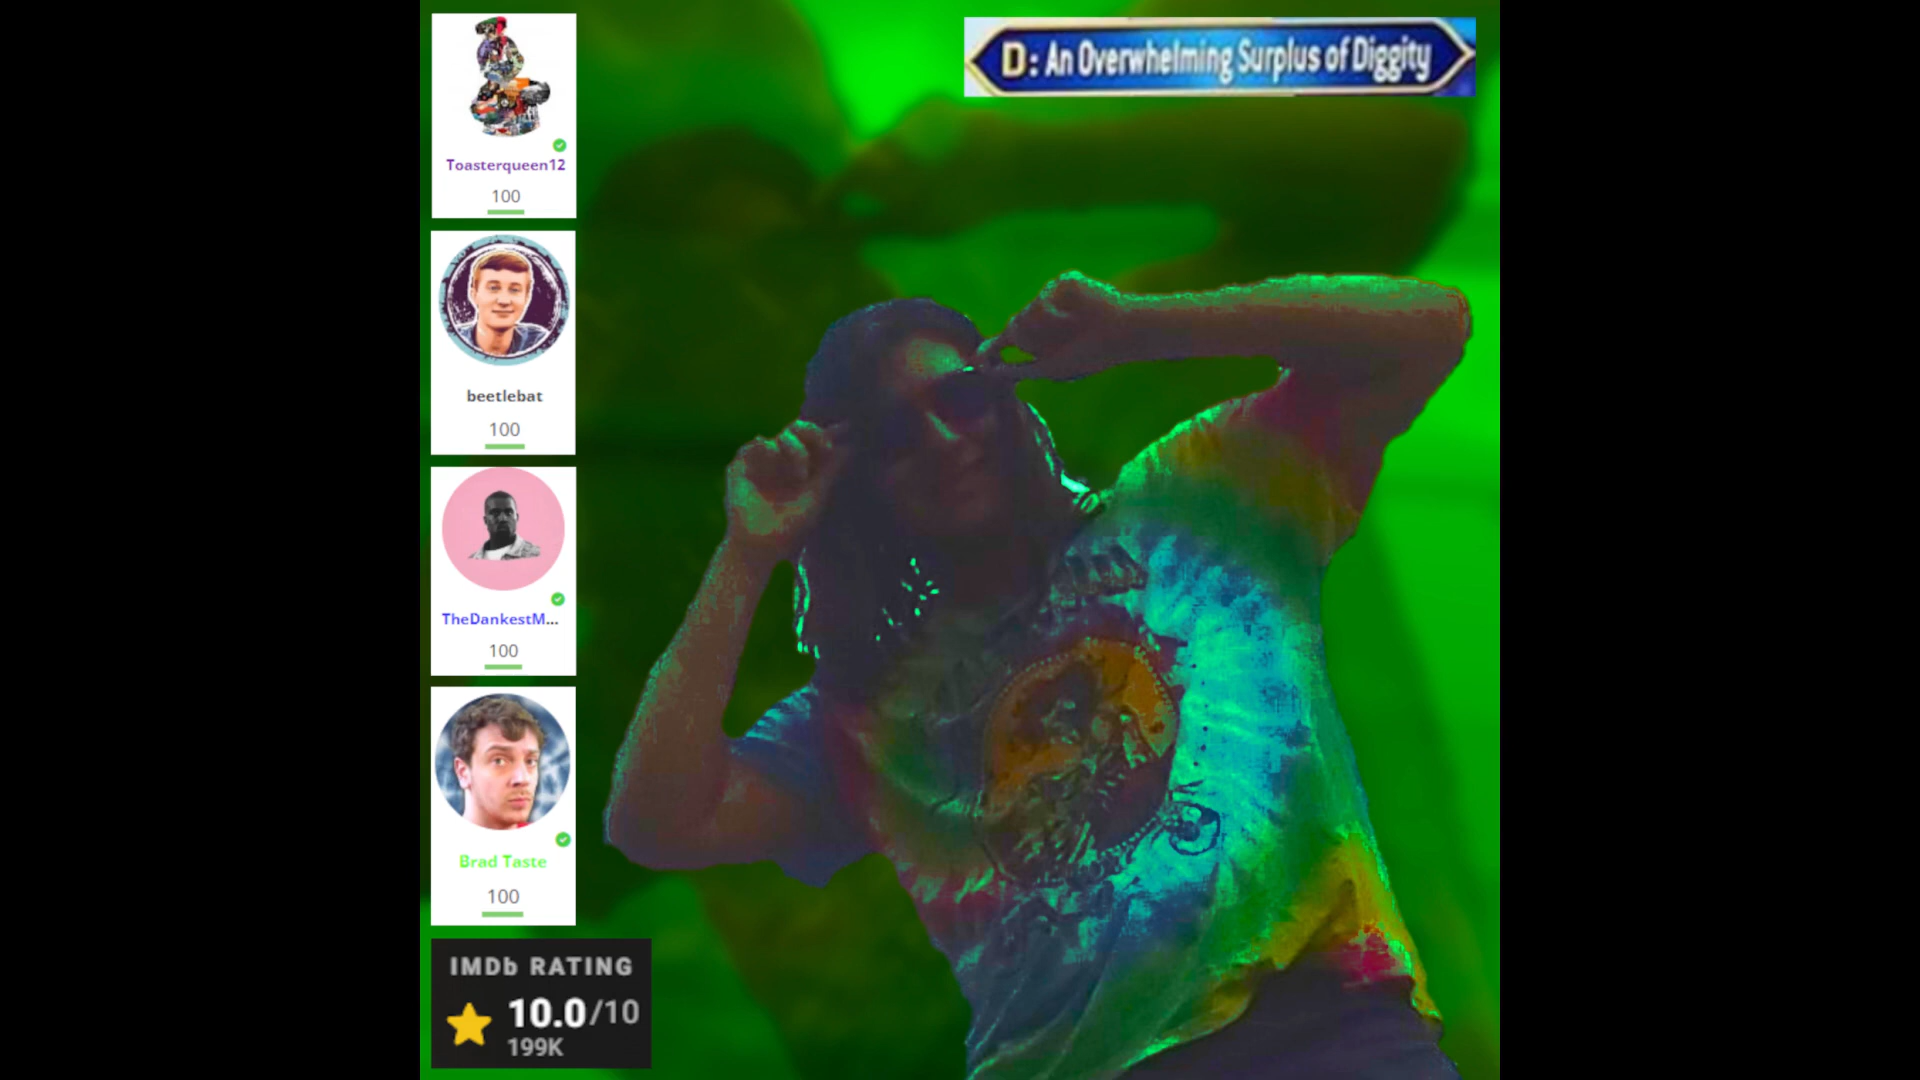 D: An Overwhelming Surplus of Diggity
Toasterqueen12
100
beetlebat
100
TheDankestM...
100
Brad Taste
100
IMDb RATING
10.0/10
199K